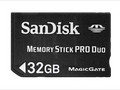 SanDisk
MEMORY STICK PRO DUO
32GB
MAGICGATE